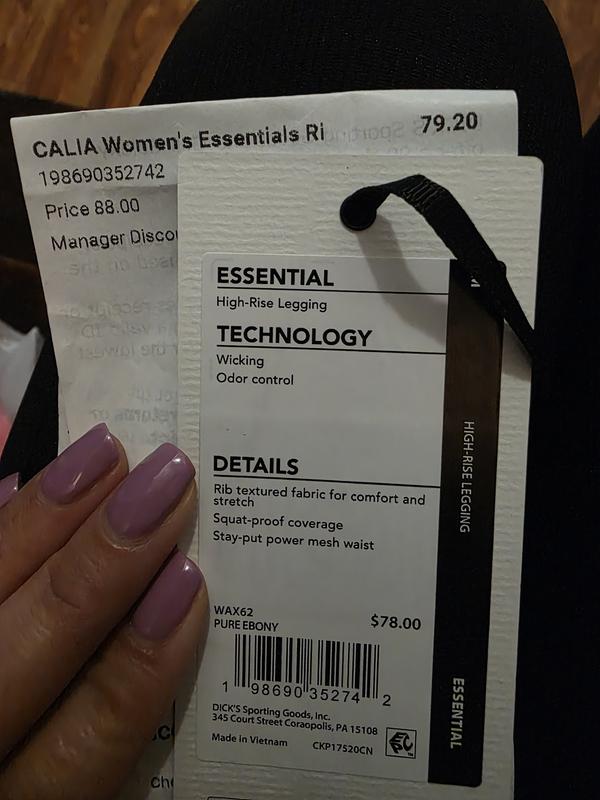 CALIA Women's Essentials Ri 79.20
198690352742
Price 88.00
Manager Discou
ESSENTIAL
High-Rise Legging
TECHNOLOGY
Wicking
Odor control
DETAILS
Rib textured fabric for comfort and
stretch
Squat-proof coverage
Stay-put power mesh waist
WAX62
PURE EBONY $78.00
1 98690 35274 2
DICK'S Sporting Goods, Inc.
345 Court Street Coraopolis, PA 15108
Made in Vietnam CKP17520CN
HIGH-RISE LEGGING
ESSENTIAL